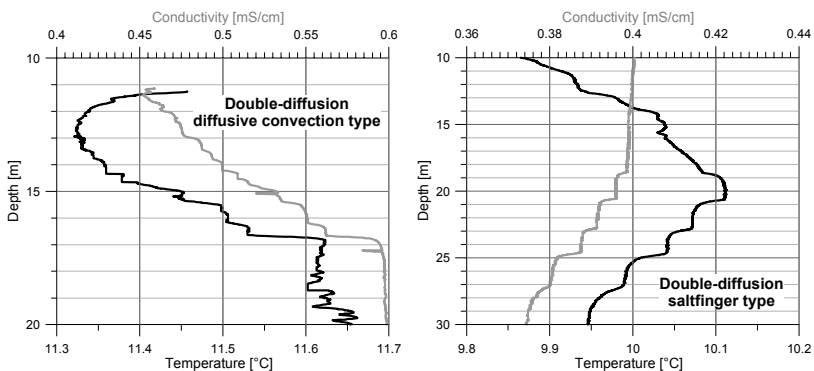 Conductivity [mS/cm]
0.4 0.45 0.5 0.55 0.6
10
15
20
Depth [m]
Double-diffusion
diffusive convection type
11.3 11.4 11.5 11.6 11.7
Temperature [°C]
Conductivity [mS/cm]
0.36 0.38 0.4 0.42 0.44
10
15
20
25
30
Depth [m]
Double-diffusion
saltfinger type
9.8 9.9 10 10.1 10.2
Temperature [°C]